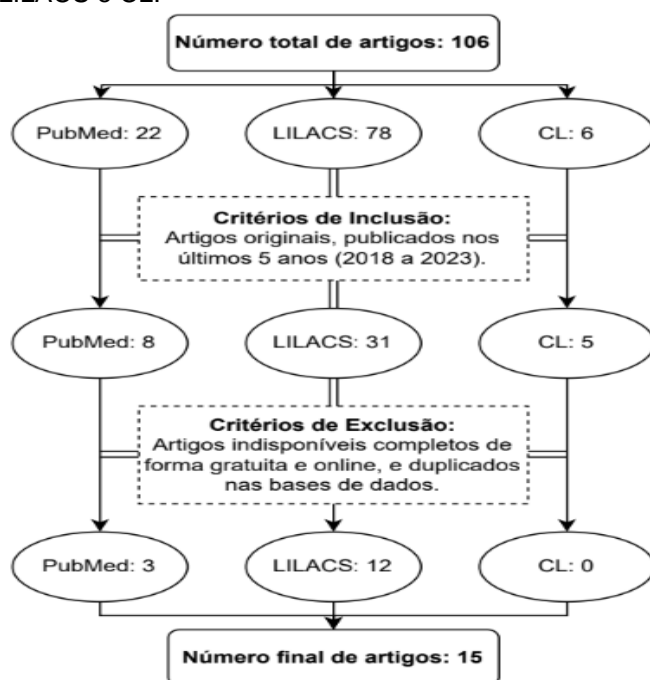 LILACS e CL.
Número total de artigos: 106
PubMed: 22
LILACS: 78
CL: 6
Critérios de Inclusão:
Artigos originais, publicados nos
últimos 5 anos (2018 a 2023).
PubMed: 8
LILACS: 31
CL: 5
Critérios de Exclusão:
Artigos indisponíveis completos de
forma gratuita e online, e duplicados
nas bases de dados.
PubMed: 3
LILACS: 12
CL: 0
Número final de artigos: 15